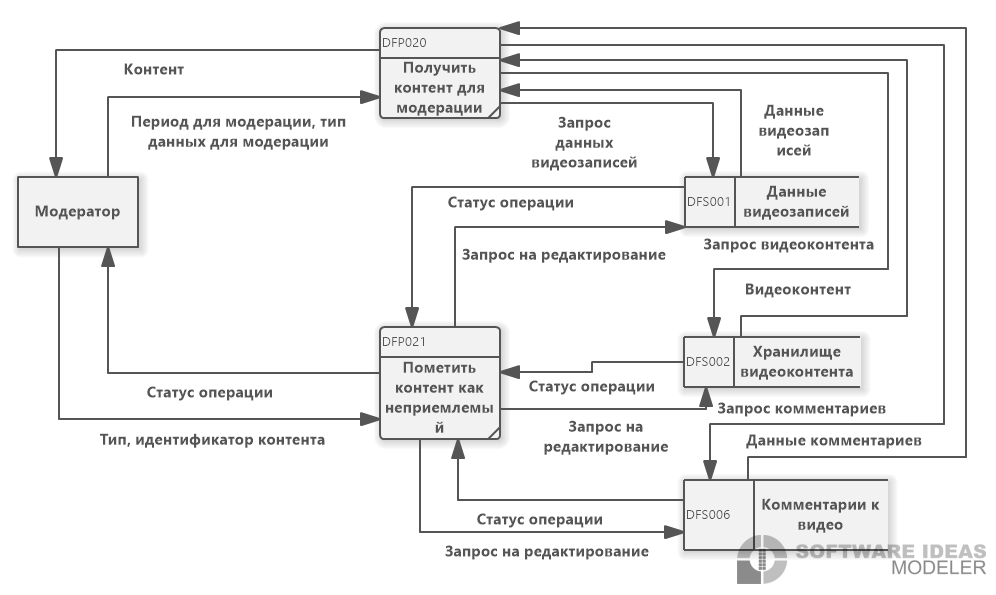 DFP020
Получить
контент для
модерации
Контент
Период для модерации, тип
данных для модерации
Запрос
данных
видеозаписей
Данные
видеозап
исей
Модератор
DFS001
Данные
видеозаписей
Статус операции
Запрос на редактирование
Запрос видеоконтента
Видеоконтент
DFP021
Пометить
контент как
неприемлемы
й
DFS002
Хранилище
видеоконтента
Статус операции
Статус операции
Запрос комментариев
Тип, идентификатор контента
Запрос на
редактирование
Данные комментариев
DFS006
Комментарии к
видео
Статус операции
Запрос на редактирование
SOFTWARE IDEAS
MODELER